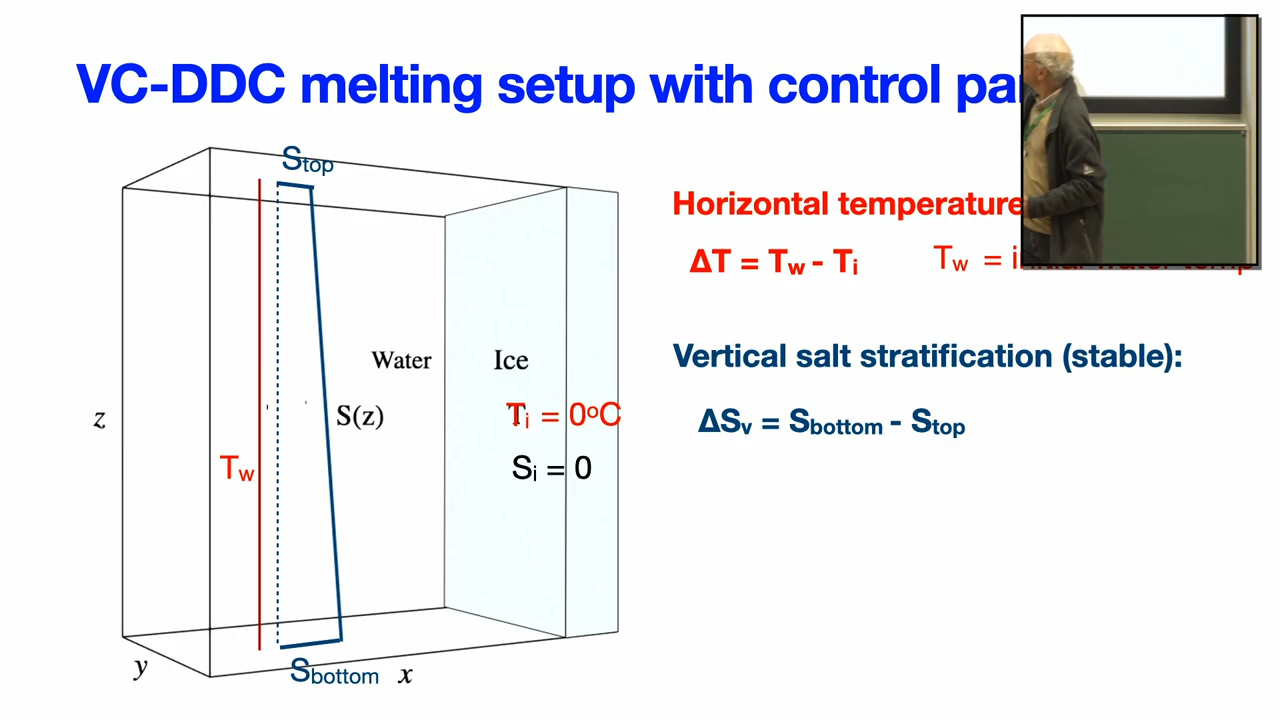 VC-DDC melting setup with control
Stop
Horizontal temperature
ΔT = Tw - Ti
Tw =
Water
Ice
Vertical salt stratification (stable):
z
S(z)
Ti = 0oC
ΔSv = Sbottom - Stop
Tw
Si = 0
y
Sbottom
x